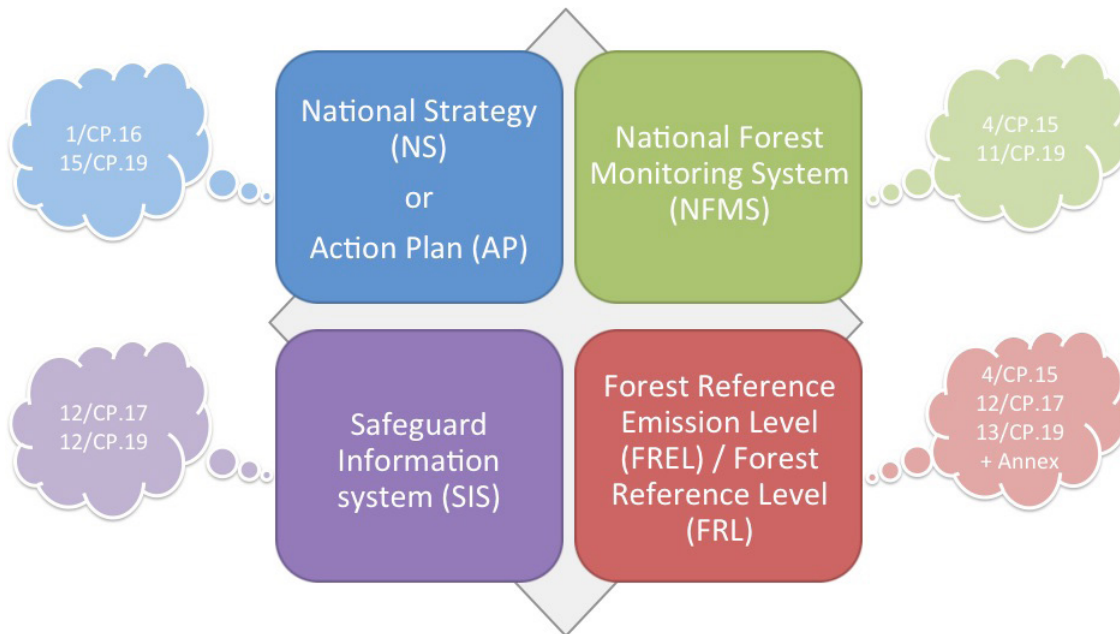 1/CP.16
15/CP.19
National Strategy
(NS)
or
Action Plan (AP)
National Forest
Monitoring System
(NFMS)
4/CP.15
11/CP.19
12/CP.17
12/CP.19
Safeguard
Information
system (SIS)
Forest Reference
Emission Level
(FREL) / Forest
Reference Level
(FRL)
4/CP.15
12/CP.17
13/CP.19
+ Annex